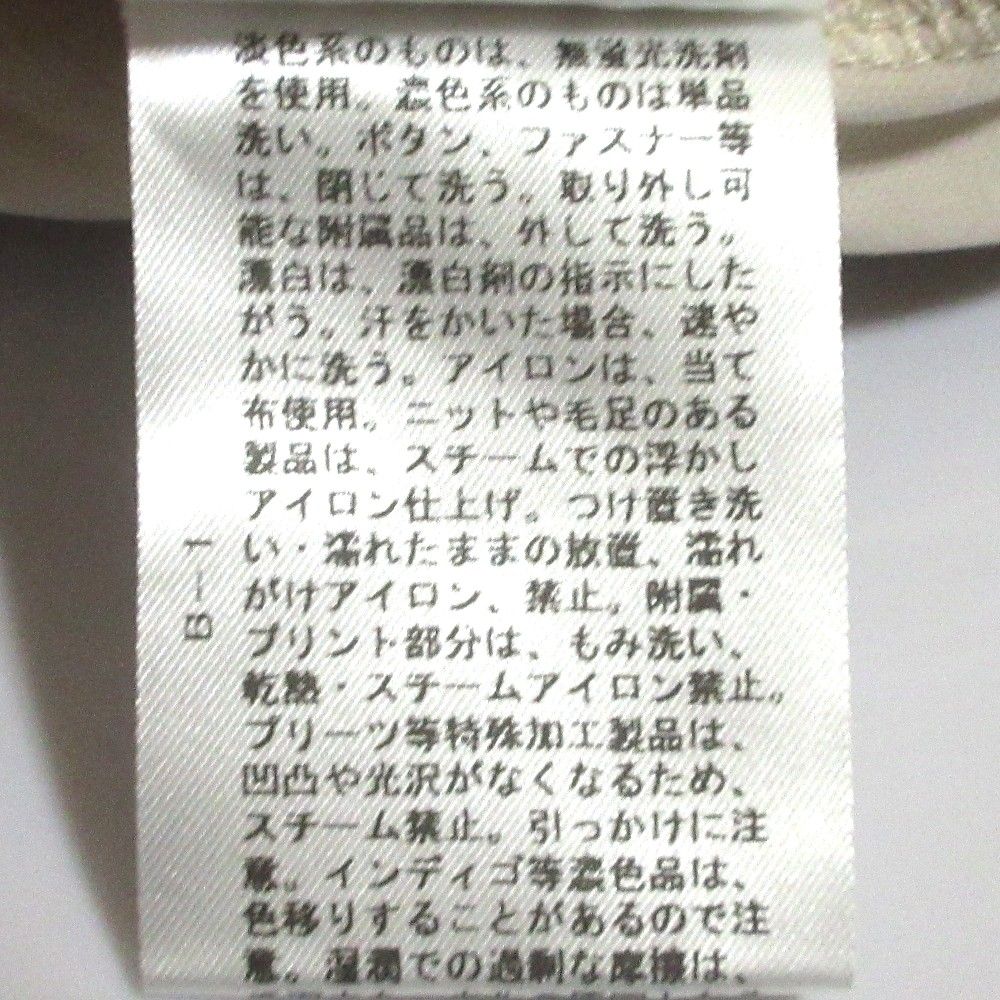 淡色系のものは、無蛍光洗剤
を使用。濃色系のものは単品
洗い。ボタン、ファスナー等
は、閉じて洗う。取り外し可
能な附属品は、外して洗う。
漂白は、漂白剤の指示にした
がう。汗をかいた場合、速や
かに洗う。アイロンは、当て
布使用。ニットや毛足のある
製品は、スチームでの浮かし
アイロン仕上げ。つけ置き洗
い・濡れたままの放置、濡れ
がけアイロン、禁止。附属・
プリント部分は、もみ洗い、
乾熱・スチームアイロン禁止。
プリーツ等特殊加工製品は、
凹凸や光沢がなくなるため、
スチーム禁止。引っかけに注
意。インディゴ等濃色品は、
色移りすることがあるので注
意。湿潤での過剰な摩擦は、
B-1